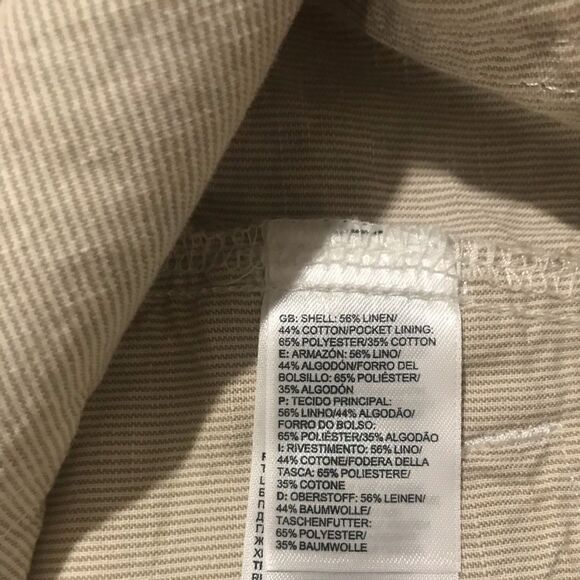 GB: SHELL: 56% LINEN/
44% COTTON/POCKET LINING:
65% POLYESTER/35% COTTON
E: ARMAZÓN: 56% LINO/
44% ALGODÓN/FORRO DEL
BOLSILLO: 65% POLIÉSTER/
35% ALGODÓN
P: TECIDO PRINCIPAL:
56% LINHO/44% ALGODÃO/
FORRO DO BOLSO:
65% POLIÉSTER/35% ALGODÃO
I: RIVESTIMENTO: 56% LINO/
44% COTONE/FODERA DELLA
TASCA: 65% POLIESTERE/
35% COTONE
D: OBERSTOFF: 56% LEINEN/
44% BAUMWOLLE/
TASCHENFUTTER:
65% POLYESTER/
35% BAUMWOLLE